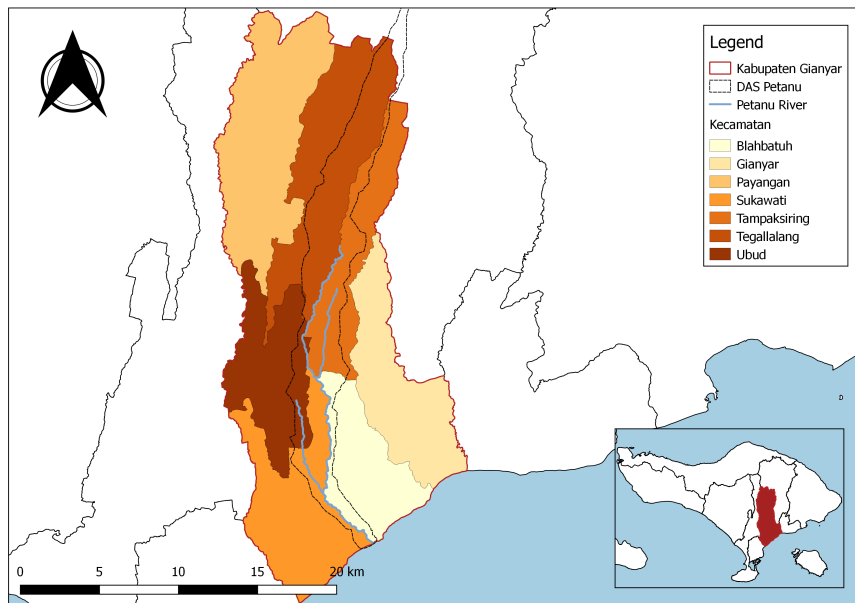 Legend
Kabupaten Gianyar
DAS Petanu
Petanu River
Kecamatan
Blahbatuh
Gianyar
Payangan
Sukawati
Tampaksiring
Tegallalang
Ubud
0 5 10 15 20 km